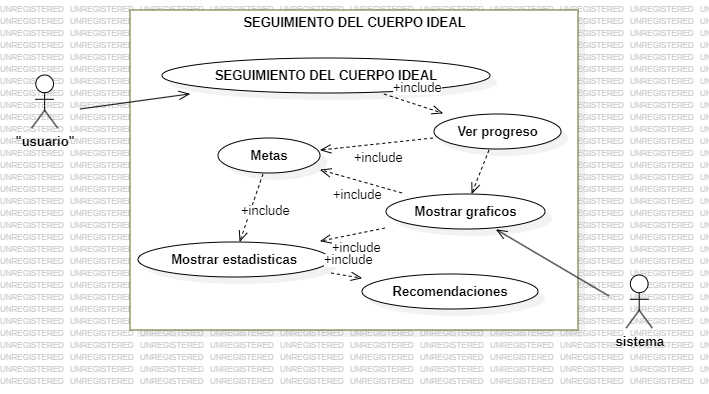 SEGUIMIENTO DEL CUERPO IDEAL
SEGUIMIENTO DEL CUERPO IDEAL
+include
"usuario"
Ver progreso
Metas
+include
+include
+include
Mostrar graficos
+include
Mostrar estadisticas
+include
Recomendaciones
sistema
UNREGISTERED